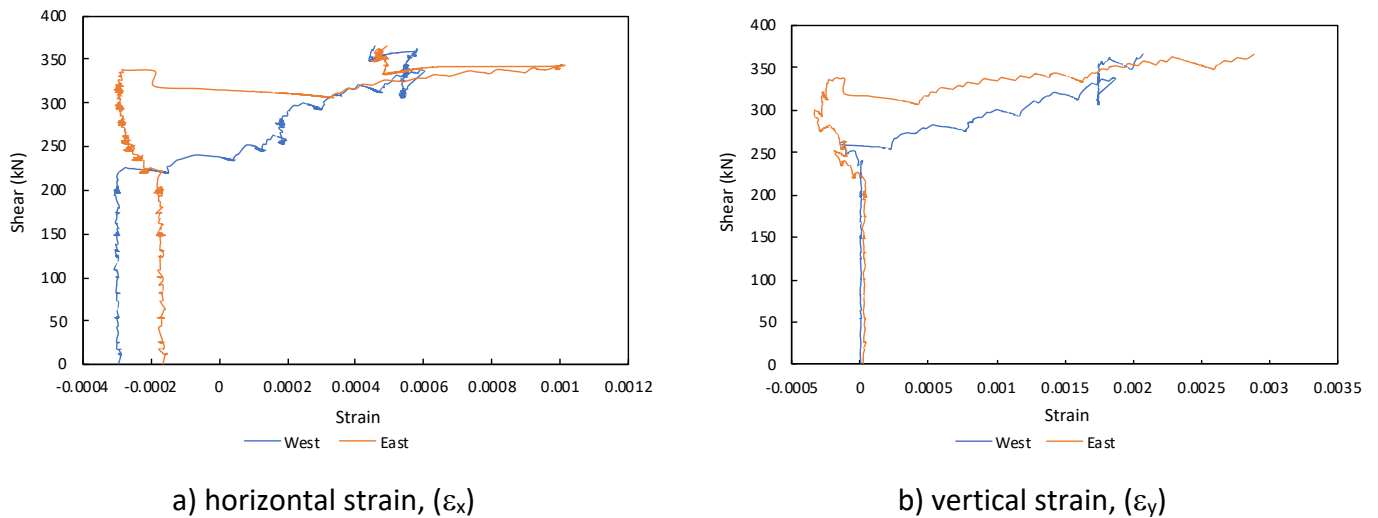 400
350
300
250
200
150
100
50
0
Shear (kN)
-0.0004 -0.0002 0 0.0002 0.0004 0.0006 0.0008 0.001 0.0012
Strain
West East
a) horizontal strain, (εx)
400
350
300
250
200
150
100
50
0
Shear (kN)
-0.0005 0 0.0005 0.001 0.0015 0.002 0.0025 0.003 0.0035
Strain
West East
b) vertical strain, (εy)